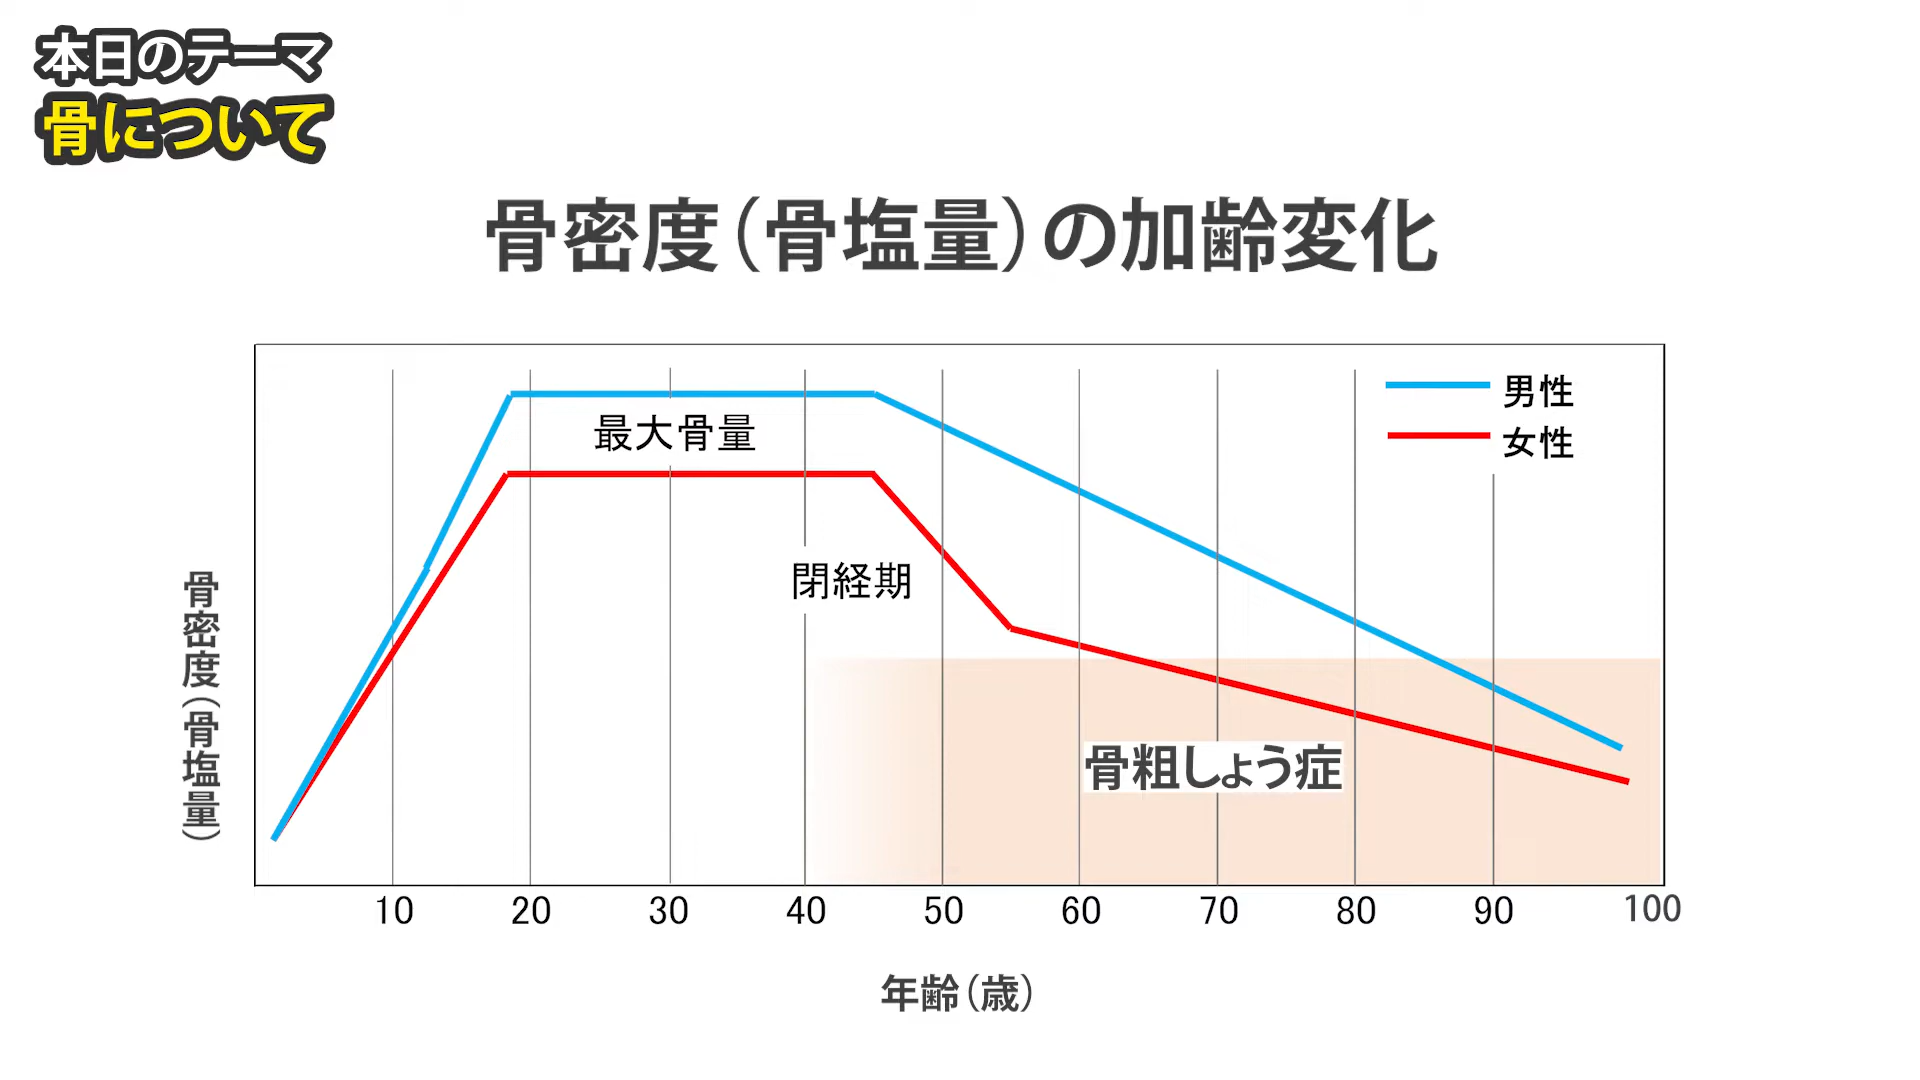 本日のテーマ
骨について
骨密度（骨塩量）の加齢変化
男性
女性
最大骨量
閉経期
骨粗しょう症
骨密度（骨塩量）
10 20 30 40 50 60 70 80 90 100
年齢（歳）